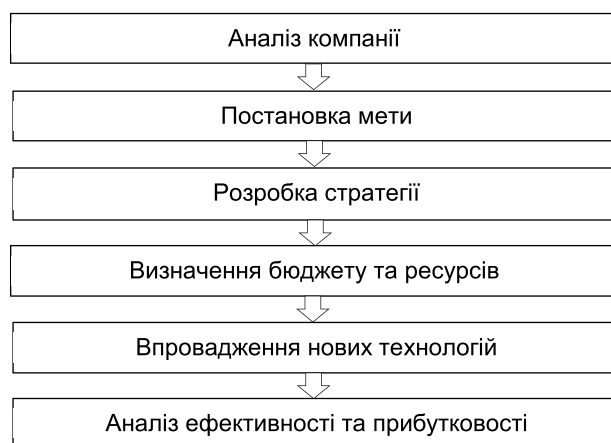 Аналіз компанії
Постановка мети
Розробка стратегії
Визначення бюджету та ресурсів
Впровадження нових технологій
Аналіз ефективності та прибутковості